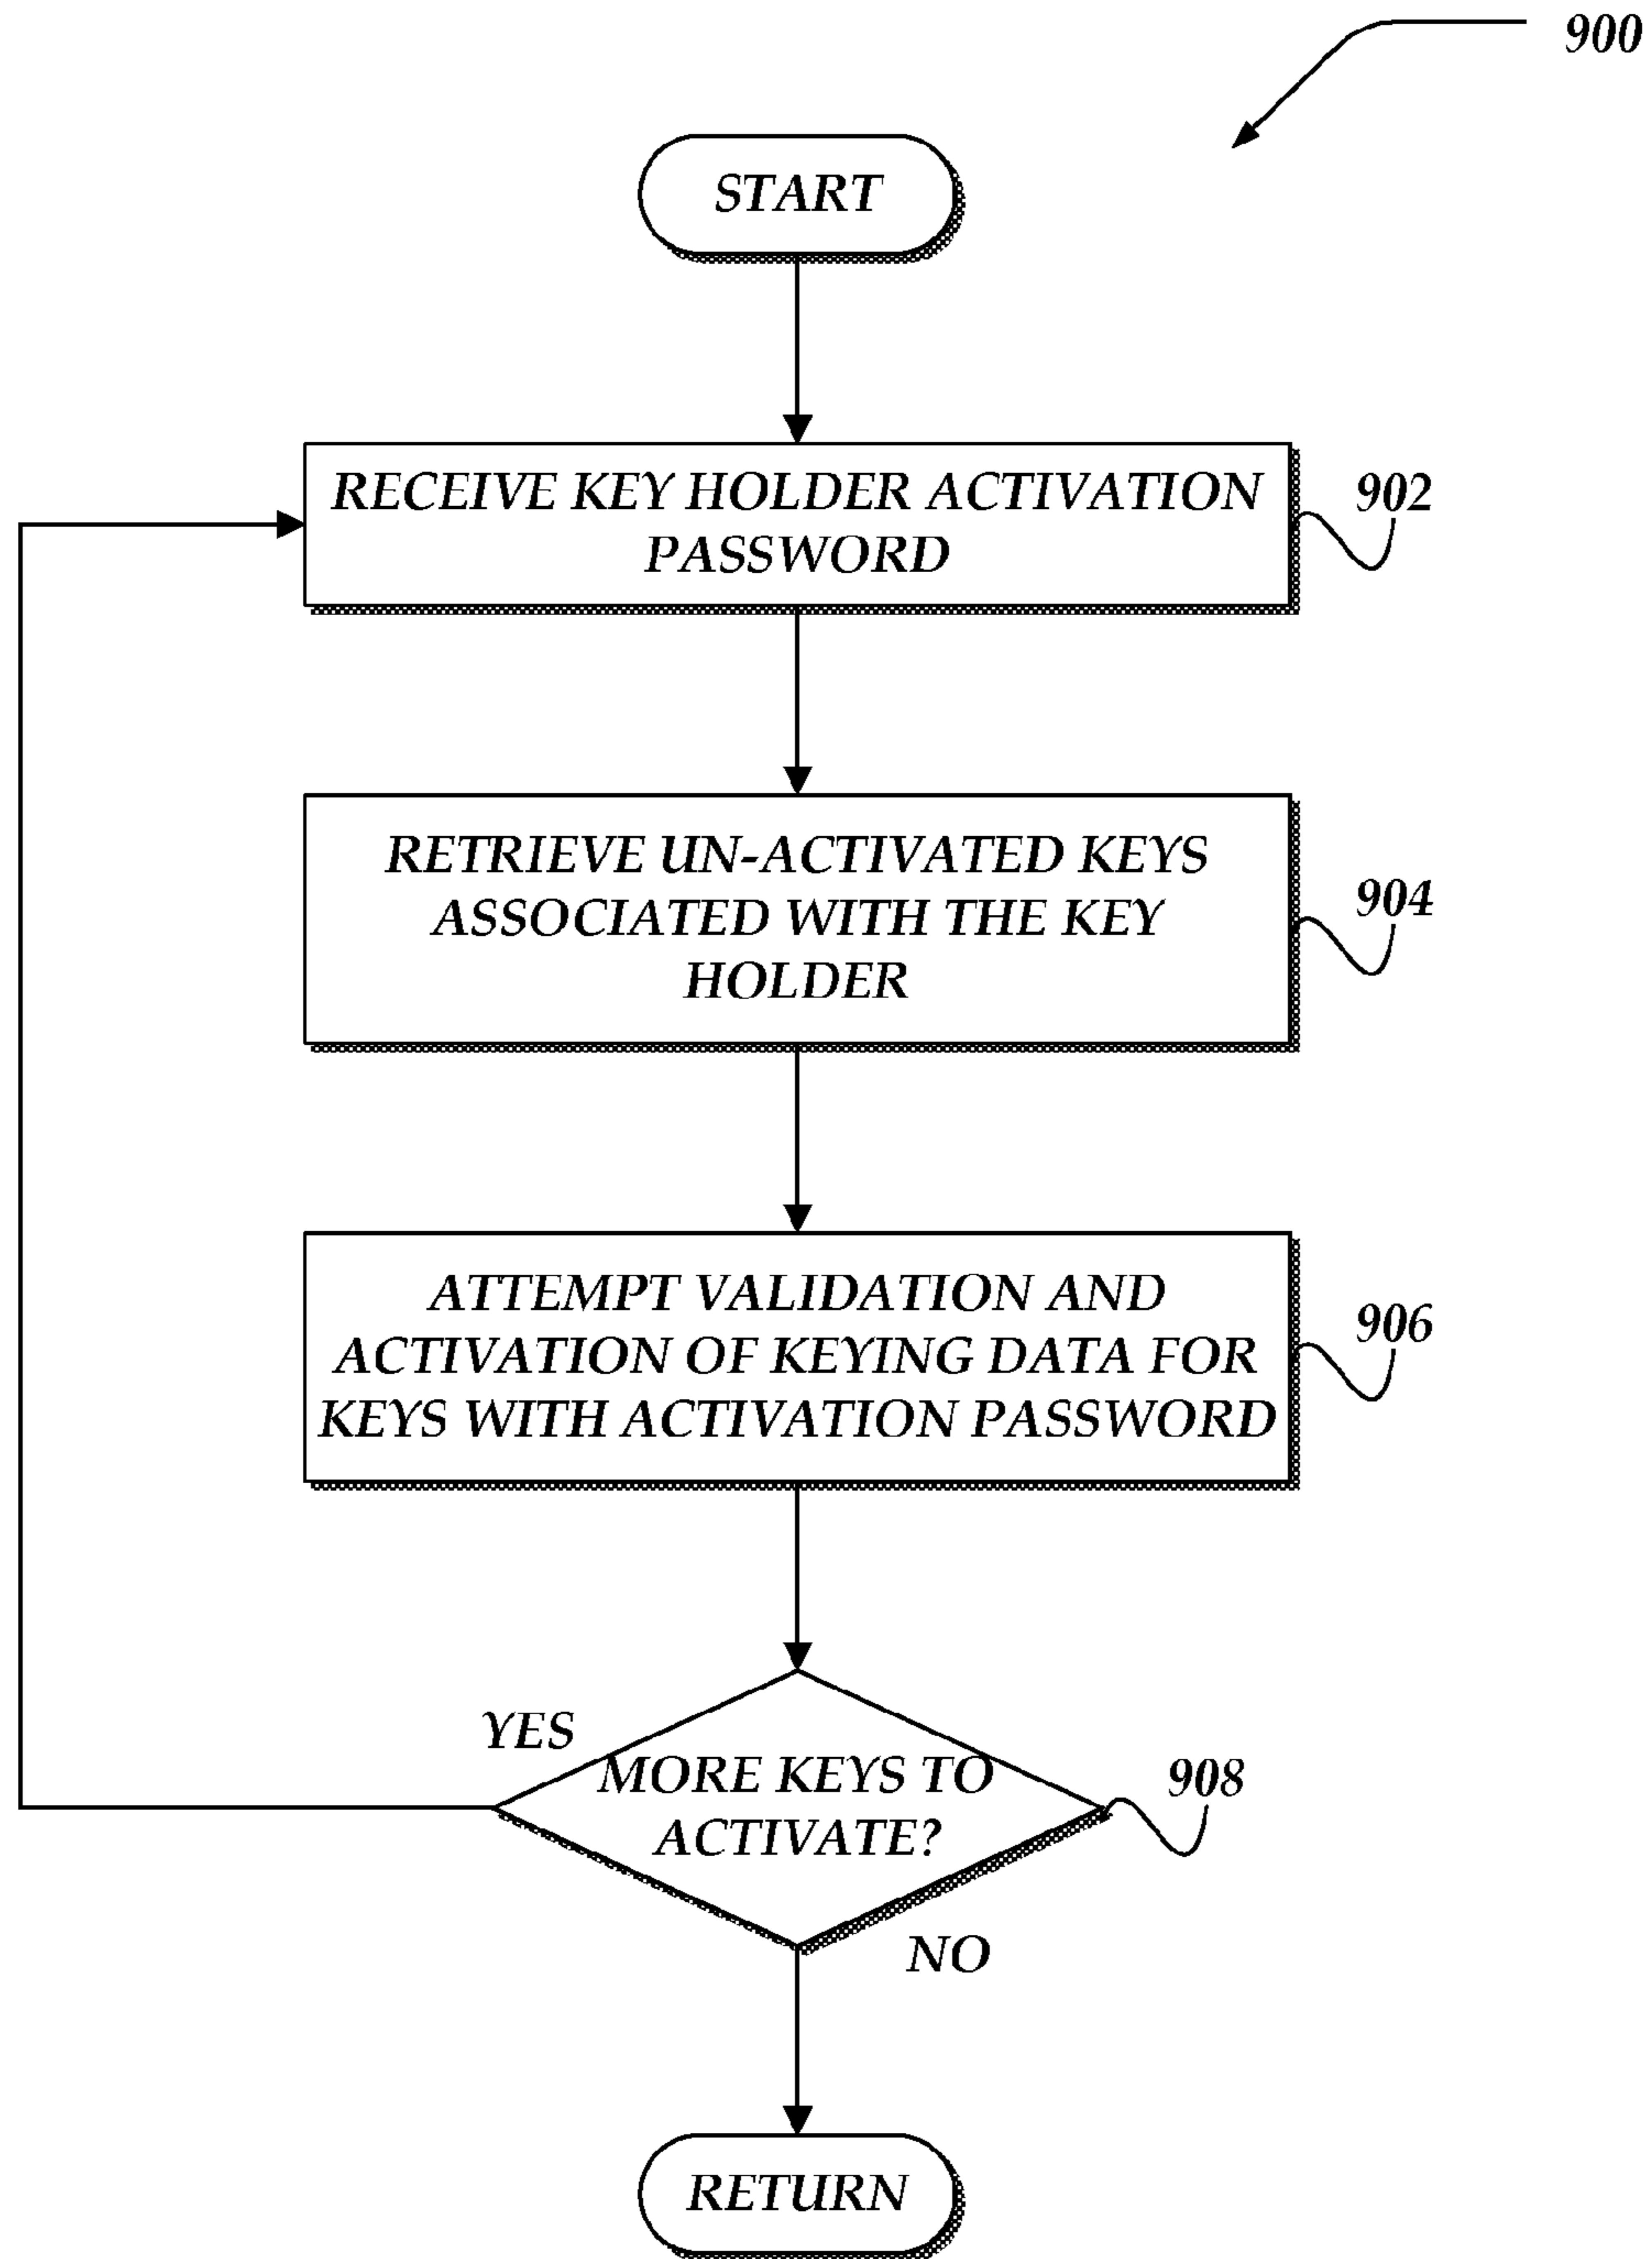 900
START
RECEIVE KEY HOLDER ACTIVATION
PASSWORD
902
RETRIEVE UN-ACTIVATED KEYS
ASSOCIATED WITH THE KEY
HOLDER
904
ATTEMPT VALIDATION AND
ACTIVATION OF KEYING DATA FOR
KEYS WITH ACTIVATION PASSWORD
906
YES
MORE KEYS TO
ACTIVATE?
908
NO
RETURN